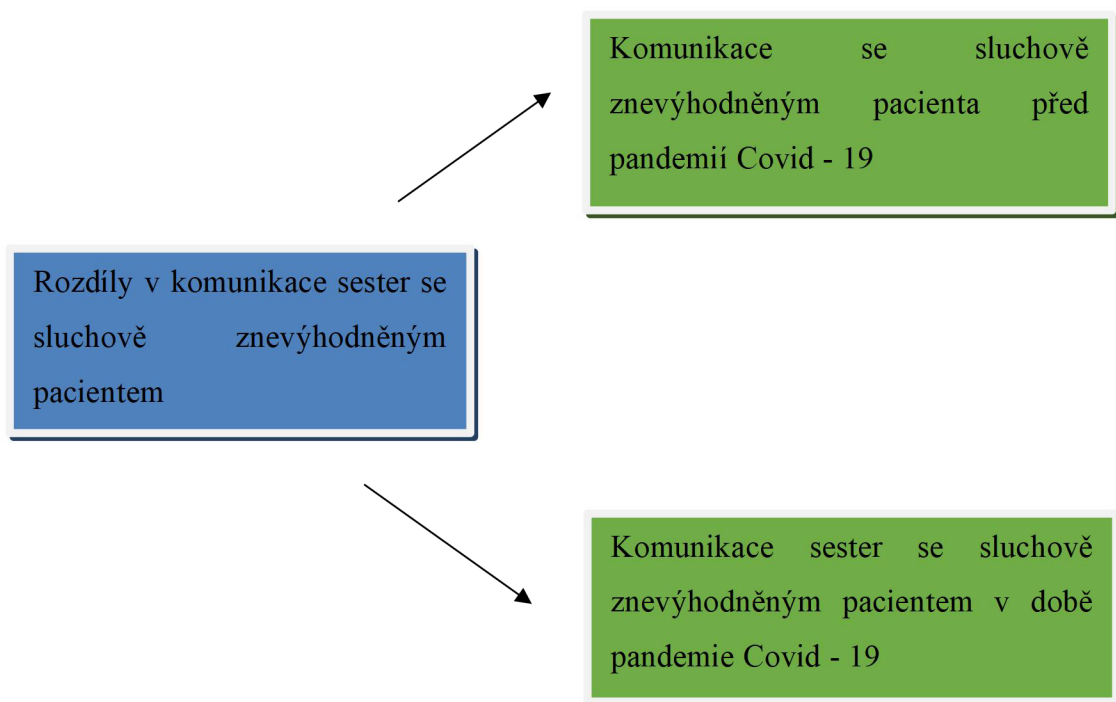 Komunikace se sluchově
znevýhodněným pacienta před
pandemií Covid - 19
Rozdíly v komunikace sester se
sluchově znevýhodněným
pacientem
Komunikace sester se sluchově
znevýhodněným pacientem v době
pandemie Covid - 19